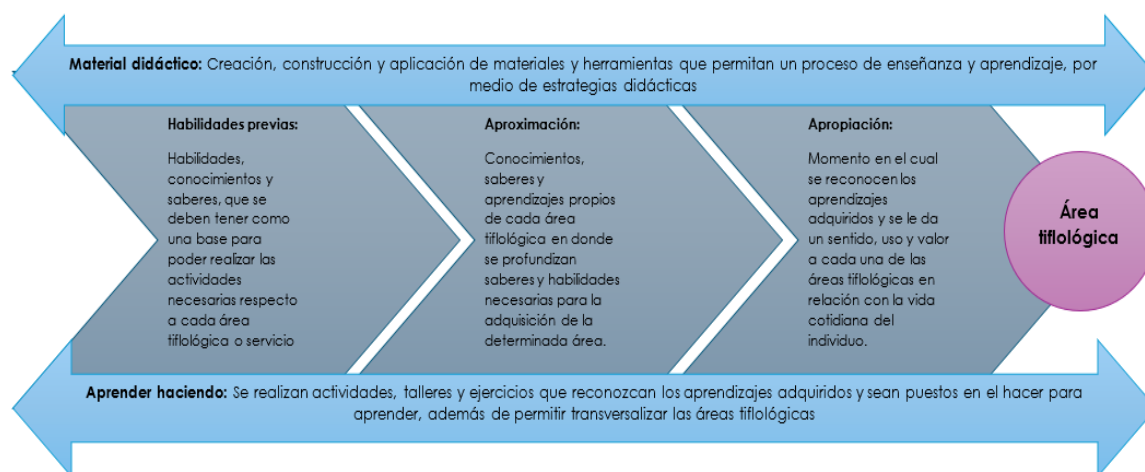 Material didáctico: Creación, construcción y aplicación de materiales y herramientas que permitan un proceso de enseñanza y aprendizaje, por
medio de estrategias didácticas
Habilidades previas:
Habilidades,
conocimientos y
saberes, que se
deben tener como
una base para
poder realizar las
actividades
necesarias respecto
a cada área
tiflológica o servicio
Aproximación:
Conocimientos,
saberes y
aprendizajes propios
de cada área
tiflológica en donde
se profundizan
saberes y habilidades
necesarias para la
adquisición de la
determinada área.
Apropiación:
Momento en el cual
se reconocen los
aprendizajes
adquiridos y se le da
un sentido, uso y valor
a cada una de las
áreas tiflológicas en
relación con la vida
cotidiana del
individuo.
Área
tiflológica
Aprender haciendo: Se realizan actividades, talleres y ejercicios que reconozcan los aprendizajes adquiridos y sean puestos en el hacer para
aprender, además de permitir transversalizar las áreas tiflológicas